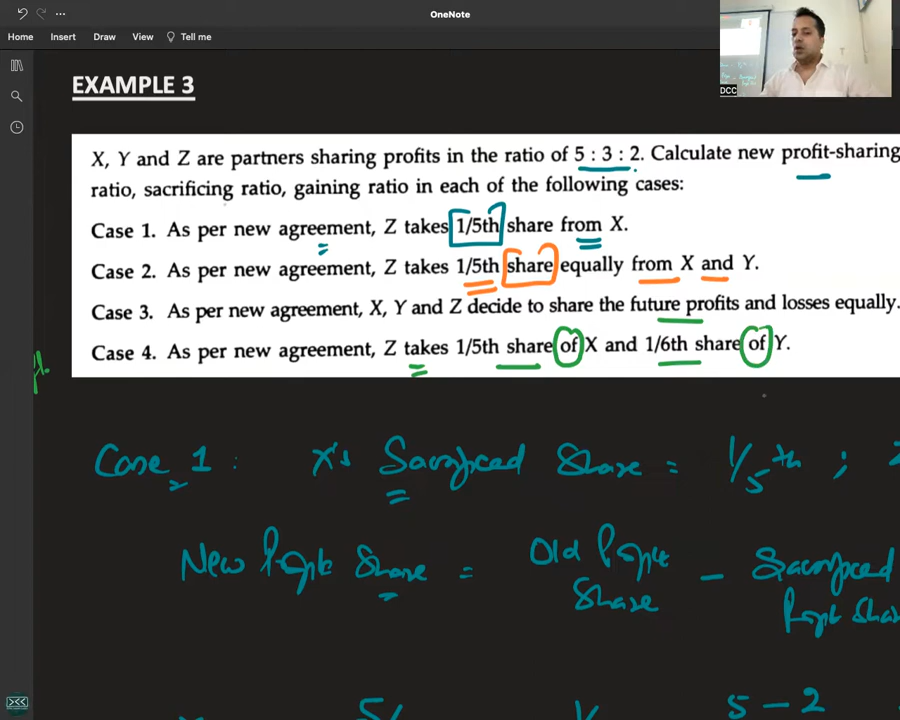 OneNote
Home Insert Draw View Tell me
DCC
EXAMPLE 3
X, Y and Z are partners sharing profits in the ratio of 5 : 3 : 2. Calculate new profit-sharing
ratio, sacrificing ratio, gaining ratio in each of the following cases:
Case 1. As per new agreement, Z takes 1/5th share from X.
Case 2. As per new agreement, Z takes 1/5th share equally from X and Y.
Case 3. As per new agreement, X, Y and Z decide to share the future profits and losses equally.
Case 4. As per new agreement, Z takes 1/5th share of X and 1/6th share of Y.
Case 1 : X's Sacrificed Share = 1/5 th ;
New Profit Share = Old Profit Share - Sacrificed Profit Sha
5/ 5 - 2